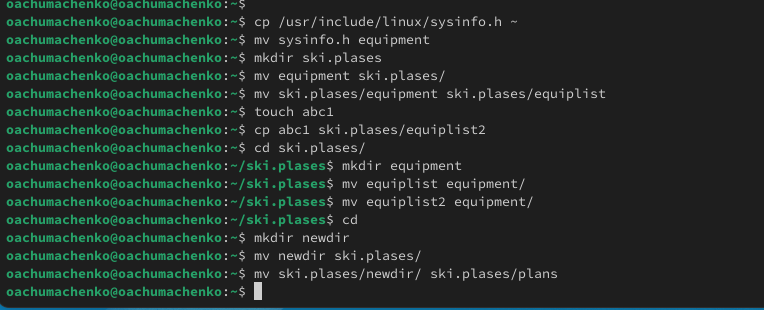 oachumachenko@oachumachenko:~$
oachumachenko@oachumachenko:~$ cp /usr/include/linux/sysinfo.h ~
oachumachenko@oachumachenko:~$ mv sysinfo.h equipment
oachumachenko@oachumachenko:~$ mkdir ski.plases
oachumachenko@oachumachenko:~$ mv equipment ski.plases/
oachumachenko@oachumachenko:~$ mv ski.plases/equipment ski.plases/equiplist
oachumachenko@oachumachenko:~$ touch abc1
oachumachenko@oachumachenko:~$ cp abc1 ski.plases/equiplist2
oachumachenko@oachumachenko:~$ cd ski.plases/
oachumachenko@oachumachenko:~/ski.plases$ mkdir equipment
oachumachenko@oachumachenko:~/ski.plases$ mv equiplist equipment/
oachumachenko@oachumachenko:~/ski.plases$ mv equiplist2 equipment/
oachumachenko@oachumachenko:~/ski.plases$ cd
oachumachenko@oachumachenko:~$ mkdir newdir
oachumachenko@oachumachenko:~$ mv newdir ski.plases/
oachumachenko@oachumachenko:~$ mv ski.plases/newdir/ ski.plases/plans
oachumachenko@oachumachenko:~$